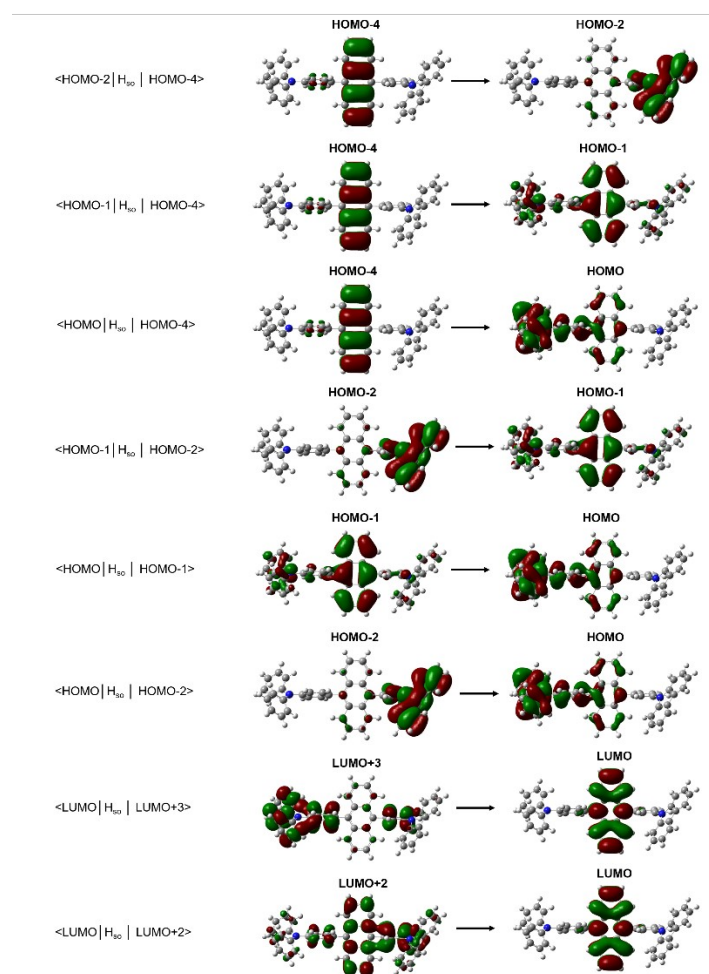 HOMO-4 HOMO-2
<HOMO-2|Hso| HOMO-4>
HOMO-4 HOMO-1
<HOMO-1|Hso| HOMO-4>
HOMO-4 HOMO
<HOMO|Hso| HOMO-4>
HOMO-2 HOMO-1
<HOMO-1|Hso| HOMO-2>
HOMO-1 HOMO
<HOMO|Hso| HOMO-1>
HOMO-2 HOMO
<HOMO|Hso| HOMO-2>
LUMO+3 LUMO
<LUMO|Hso| LUMO+3>
LUMO+2 LUMO
<LUMO|Hso| LUMO+2>